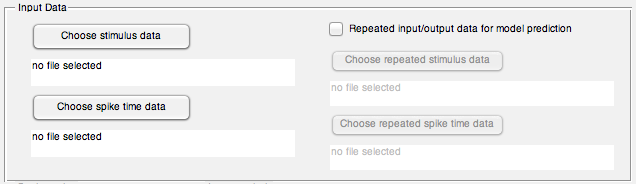 Input Data
Choose stimulus data
no file selected
Choose spike time data
no file selected
Repeated input/output data for model prediction
Choose repeated stimulus data
no file selected
Choose repeated spike time data
no file selected